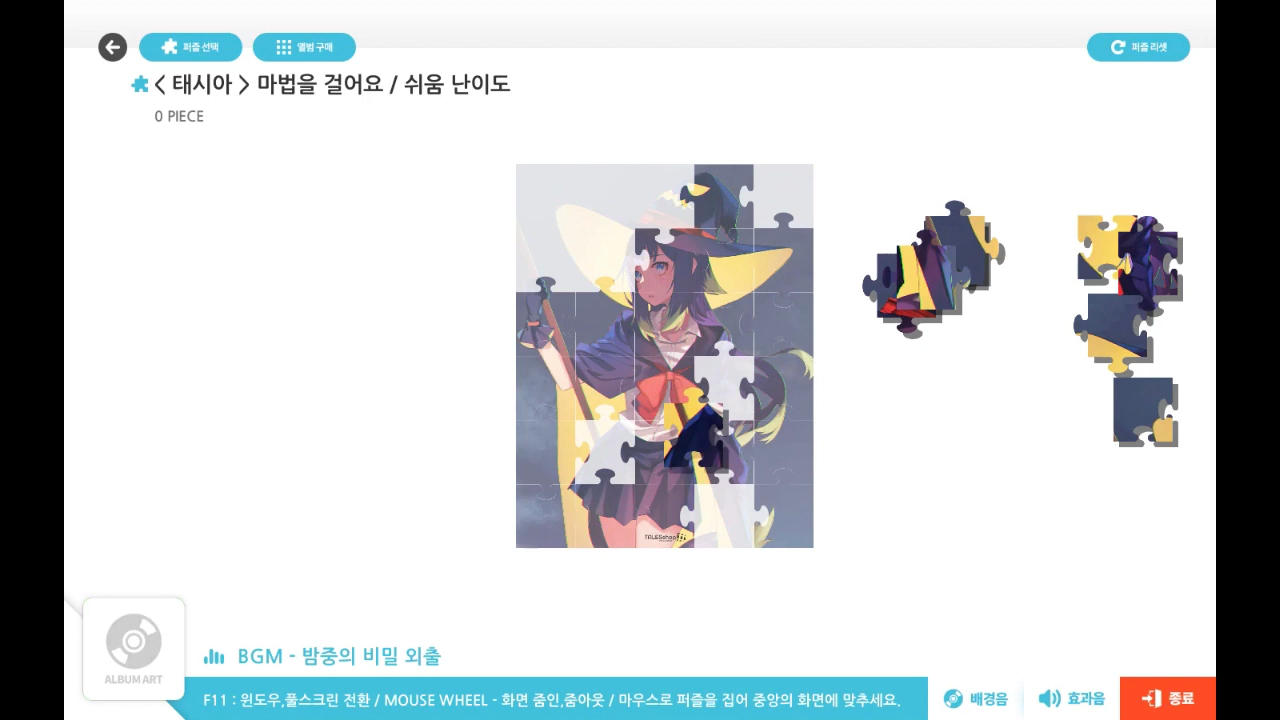 퍼즐 선택
앨범 구매
퍼즐 리셋
< 태시아 > 마법을 걸어요 / 쉬움 난이도
0 PIECE
TALESshop
ALBUM ART
BGM - 밤중의 비밀 외출
F11 : 윈도우,풀스크린 전환 / MOUSE WHEEL - 화면 줌인,줌아웃 / 마우스로 퍼즐을 집어 중앙의 화면에 맞추세요.
배경음
효과음
종료